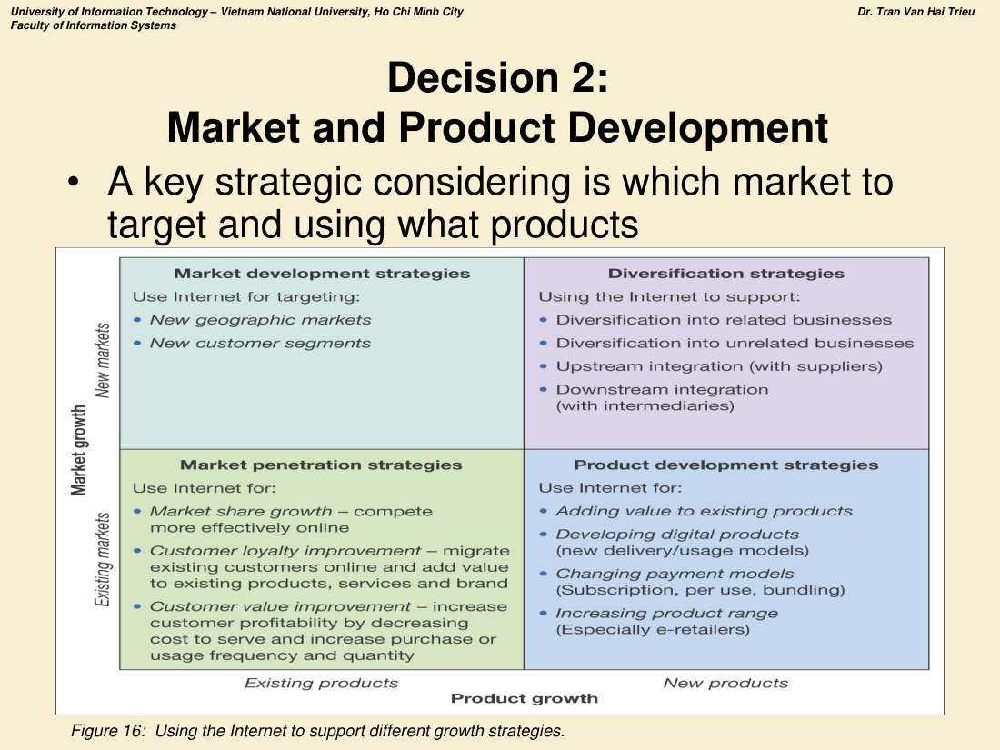 University of Information Technology – Vietnam National University, Ho Chi Minh City
Dr. Tran Van Hai Trieu
Faculty of Information Systems
Decision 2:
Market and Product Development
• A key strategic considering is which market to
target and using what products
Market growth
New markets
Existing markets
Market development strategies
Use Internet for targeting:
• New geographic markets
• New customer segments
Diversification strategies
Using the Internet to support:
• Diversification into related businesses
• Diversification into unrelated businesses
• Upstream integration (with suppliers)
• Downstream integration
(with intermediaries)
Market penetration strategies
Use Internet for:
• Market share growth – compete
more effectively online
• Customer loyalty improvement – migrate
existing customers online and add value
to existing products, services and brand
• Customer value improvement – increase
customer profitability by decreasing
cost to serve and increase purchase or
usage frequency and quantity
Product development strategies
Use Internet for:
• Adding value to existing products
• Developing digital products
(new delivery/usage models)
• Changing payment models
(Subscription, per use, bundling)
• Increasing product range
(Especially e-retailers)
Existing products
New products
Product growth
Figure 16: Using the Internet to support different growth strategies.